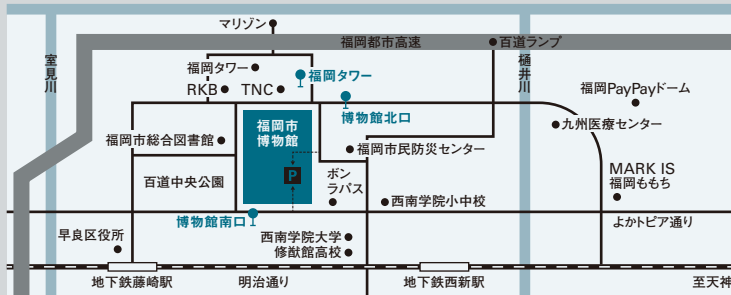 マリゾン
福岡都市高速
百道ランプ
室見川
樋井川
福岡タワー
福岡タワー
RKB
TNC
福岡PayPayドーム
博物館北口
福岡市
博物館
九州医療センター
福岡市総合図書館
福岡市民防災センター
P
ボン
ラパス
MARK IS
福岡ももち
百道中央公園
西南学院小中校
博物館南口
よかトピア通り
早良区役所
西南学院大学
修猷館高校
地下鉄藤崎駅
明治通り
地下鉄西新駅
至天神